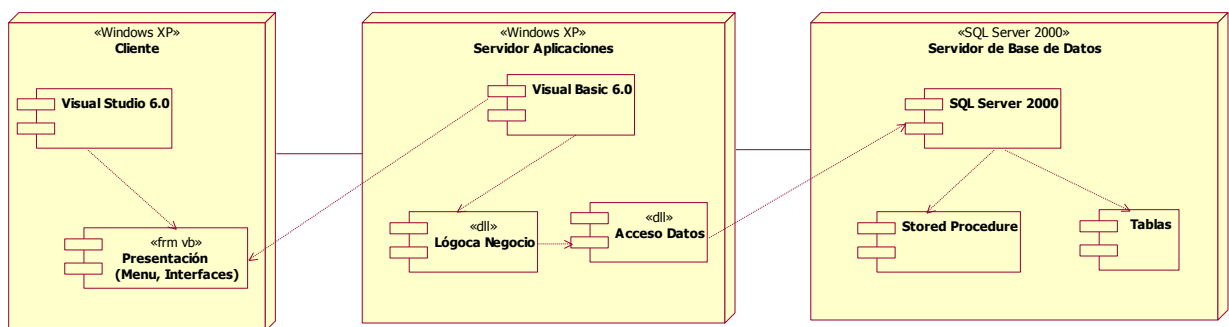 «Windows XP»
Cliente
Visual Studio 6.0
«frm vb»
Presentación
(Menu, Interfaces)
«Windows XP»
Servidor Aplicaciones
Visual Basic 6.0
«dll»
Lógoca Negocio
«dll»
Acceso Datos
«SQL Server 2000»
Servidor de Base de Datos
SQL Server 2000
Stored Procedure
Tablas